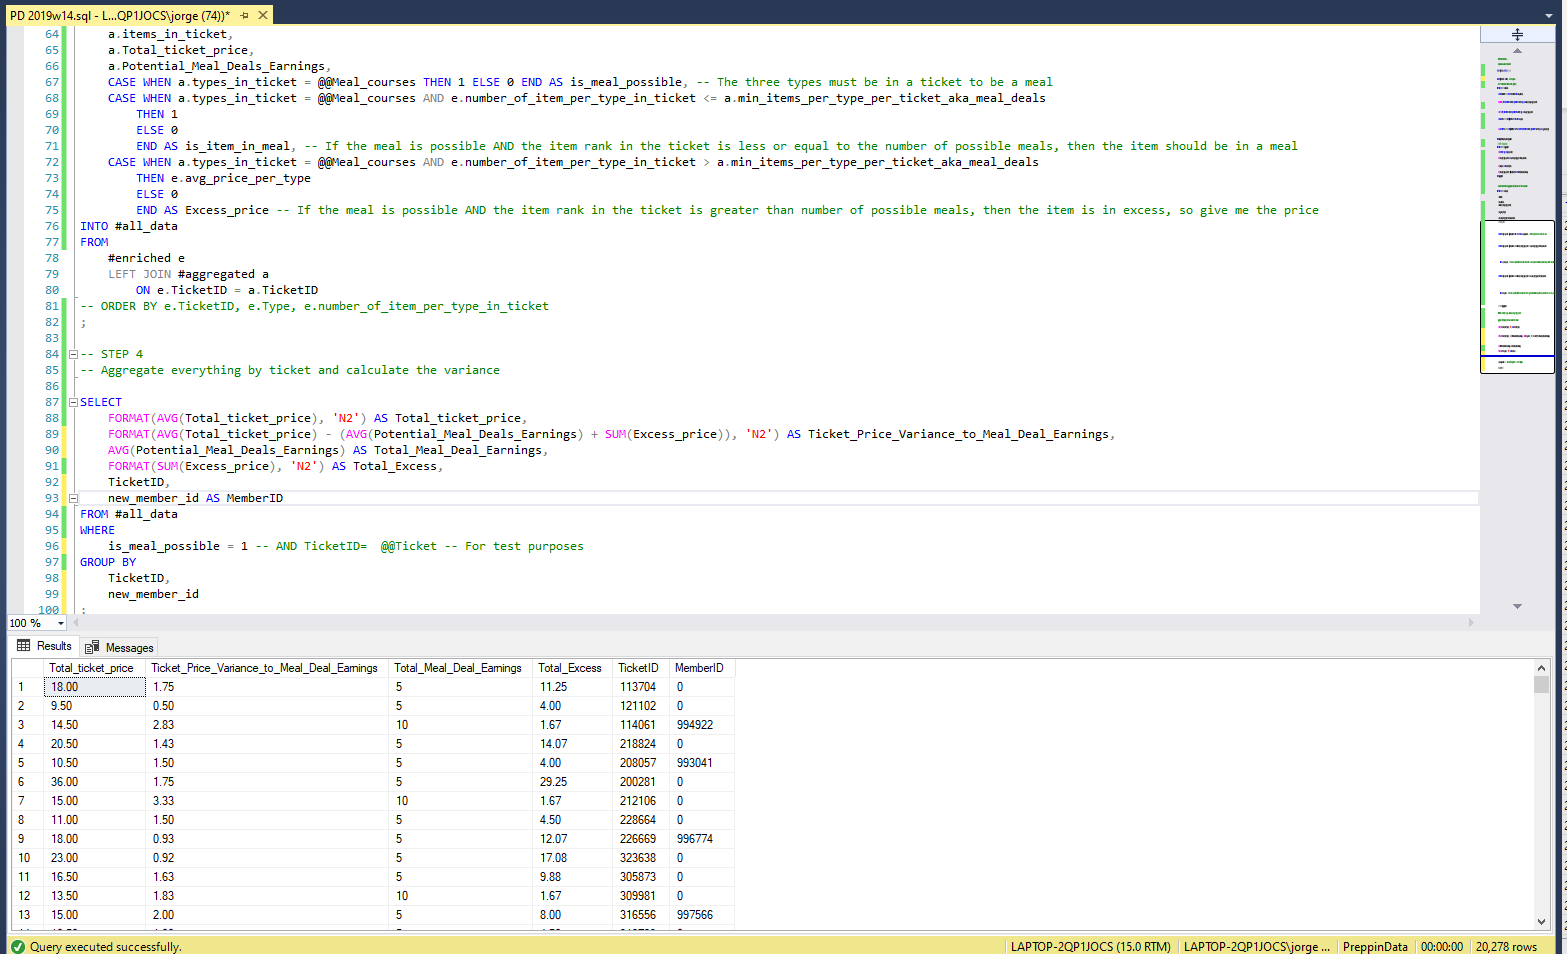 PD 2019w14.sql - L...QP1JOCS\jorge (74))*
64 a.items_in_ticket,
65 a.Total_ticket_price,
66 a.Potential_Meal_Deals_Earnings,
67 CASE WHEN a.types_in_ticket = @@Meal_courses THEN 1 ELSE 0 END AS is_meal_possible, -- The three types must be in a ticket to be a meal
68 CASE WHEN a.types_in_ticket = @@Meal_courses AND e.number_of_item_per_type_in_ticket <= a.min_items_per_type_per_ticket_aka_meal_deals
69 THEN 1
70 ELSE 0
71 END AS is_item_in_meal, -- If the meal is possible AND the item rank in the ticket is less or equal to the number of possible meals, then the item should be in a meal
72 CASE WHEN a.types_in_ticket = @@Meal_courses AND e.number_of_item_per_type_in_ticket > a.min_items_per_type_per_ticket_aka_meal_deals
73 THEN e.avg_price_per_type
74 ELSE 0
75 END AS Excess_price -- If the meal is possible AND the item rank in the ticket is greater than number of possible meals, then the item is in excess, so give me the price
76 INTO #all_data
77 FROM
78 #enriched e
79 LEFT JOIN #aggregated a
80 ON e.TicketID = a.TicketID
81 -- ORDER BY e.TicketID, e.Type, e.number_of_item_per_type_in_ticket
82 ;
83
84 -- STEP 4
85 -- Aggregate everything by ticket and calculate the variance
86
87 SELECT
88 FORMAT(AVG(Total_ticket_price), 'N2') AS Total_ticket_price,
89 FORMAT(AVG(Total_ticket_price) - (AVG(Potential_Meal_Deals_Earnings) + SUM(Excess_price)), 'N2') AS Ticket_Price_Variance_to_Meal_Deal_Earnings,
90 AVG(Potential_Meal_Deals_Earnings) AS Total_Meal_Deal_Earnings,
91 FORMAT(SUM(Excess_price), 'N2') AS Total_Excess,
92 TicketID,
93 new_member_id AS MemberID
94 FROM #all_data
95 WHERE
96 is_meal_possible = 1 -- AND TicketID= @@Ticket -- For test purposes
97 GROUP BY
98 TicketID,
99 new_member_id
100 ;
100 %
Results Messages
Total_ticket_price Ticket_Price_Variance_to_Meal_Deal_Earnings Total_Meal_Deal_Earnings Total_Excess TicketID MemberID
1 18.00 1.75 5 11.25 113704 0
2 9.50 0.50 5 4.00 121102 0
3 14.50 2.83 10 1.67 114061 994922
4 20.50 1.43 5 14.07 218824 0
5 10.50 1.50 5 4.00 208057 993041
6 36.00 1.75 5 29.25 200281 0
7 15.00 3.33 10 1.67 212106 0
8 11.00 1.50 5 4.50 228664 0
9 18.00 0.93 5 12.07 226669 996774
10 23.00 0.92 5 17.08 323638 0
11 16.50 1.63 5 9.88 305873 0
12 13.50 1.83 10 1.67 309981 0
13 15.00 2.00 5 8.00 316556 997566
Query executed successfully. LAPTOP-2QP1JOCS (15.0 RTM) LAPTOP-2QP1JOCS\jorge ... PreppinData 00:00:00 20,278 rows